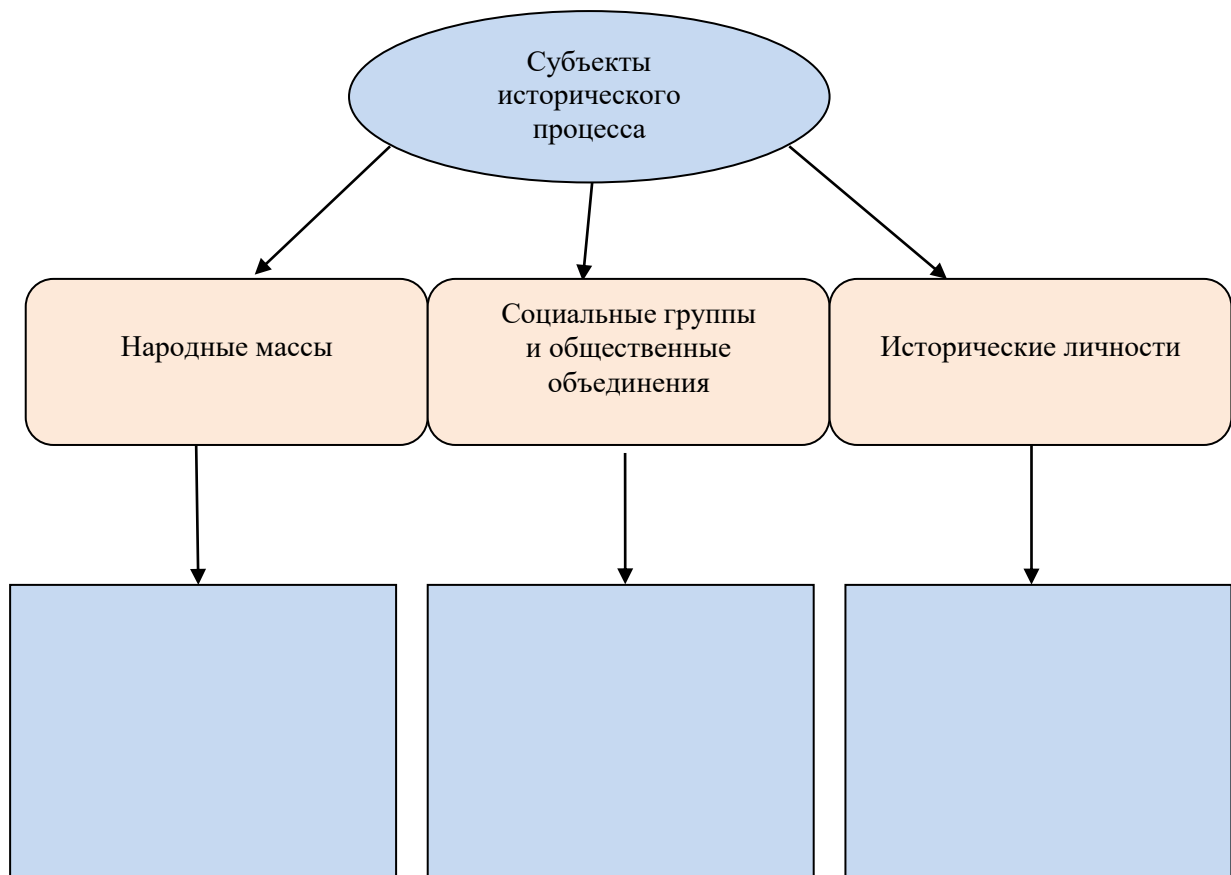 Субъекты
исторического
процесса
Народные массы
Социальные группы
и общественные
объединения
Исторические личности